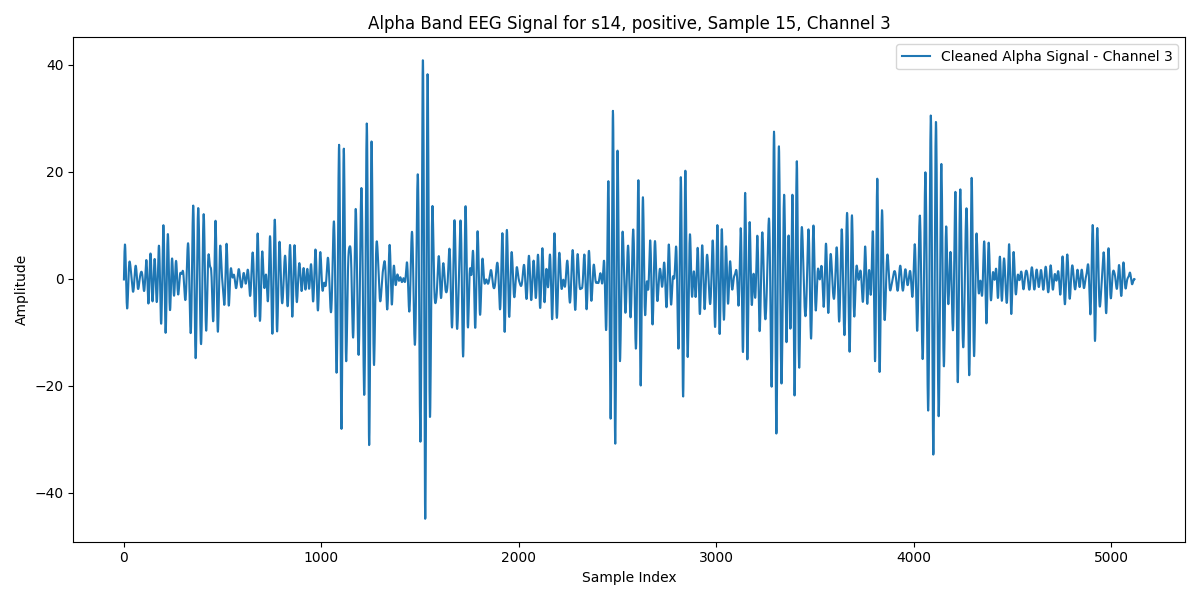 Alpha Band EEG Signal for s14, positive, Sample 15, Channel 3
Cleaned Alpha Signal - Channel 3
Amplitude
40
20
0
−20
−40
0 1000 2000 3000 4000 5000
Sample Index